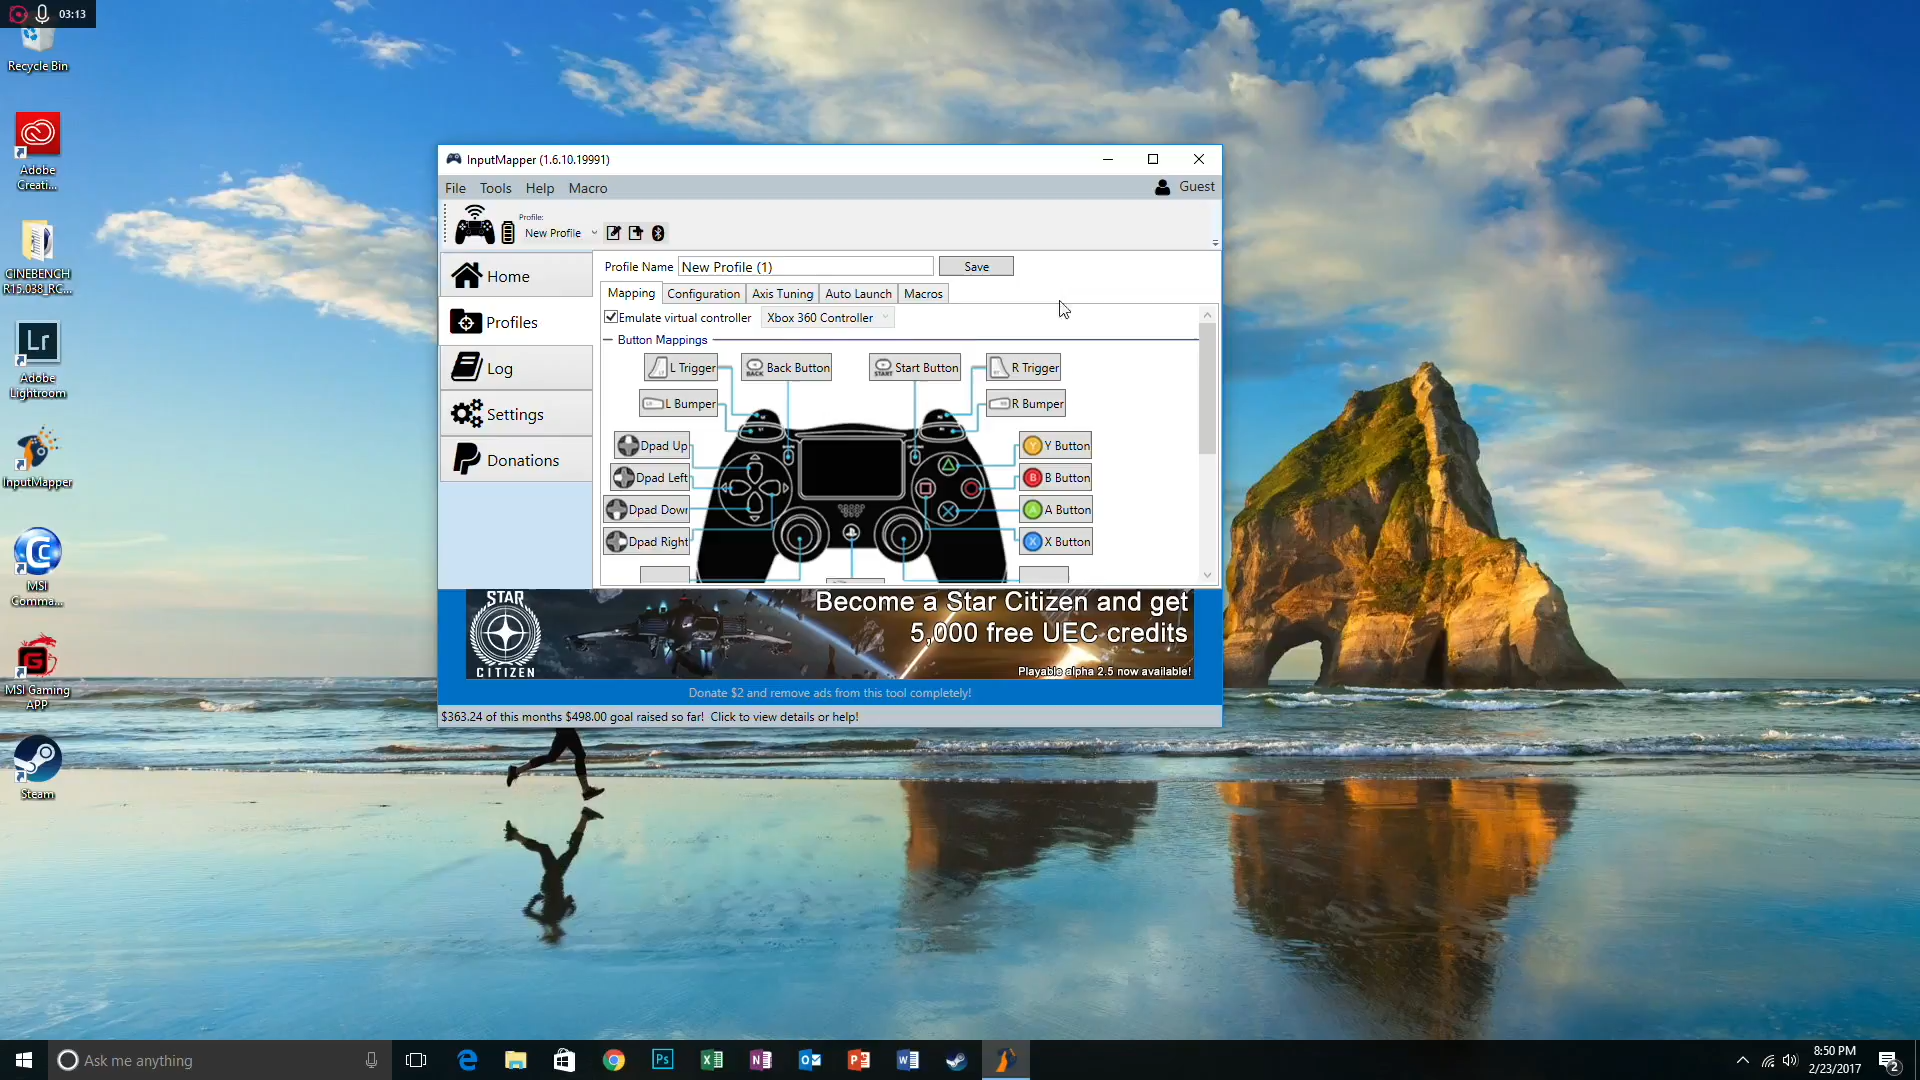 03:13
Recycle Bin
Adobe
Creati...
CINEBENCH
R15.038_RC...
Lr
Adobe
Lightroom
InputMapper
MSI
Comma...
MSI Gaming
APP
Steam
InputMapper (1.6.10.19991)
File Tools Help Macro
Guest
Profile:
New Profile
Home
Profiles
Log
Settings
Donations
Profile Name New Profile (1) Save
Mapping Configuration Axis Tuning Auto Launch Macros
Emulate virtual controller Xbox 360 Controller
Button Mappings
L Trigger BACK Back Button START Start Button R Trigger
L Bumper R Bumper
Dpad Up Y Y Button
Dpad Left B B Button
Dpad Down A A Button
Dpad Right X X Button
STAR
CITIZEN
Become a Star Citizen and get
5,000 free UEC credits
Playable alpha 2.5 now available!
Donate $2 and remove ads from this tool completely!
$363.24 of this months $498.00 goal raised so far! Click to view details or help!
Ask me anything
Ps
8:50 PM
2/23/2017
2